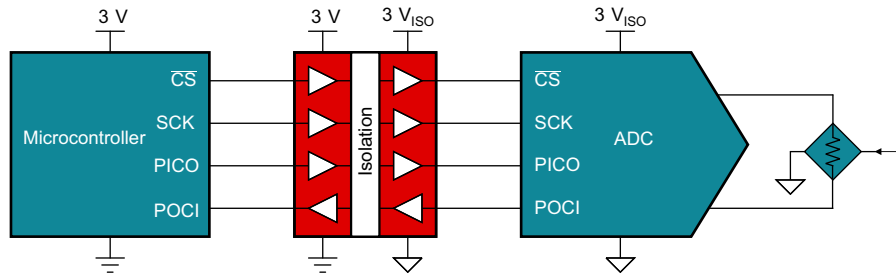 3 V
3 V
3 VISO
3 VISO
Microcontroller
CS
SCK
PICO
POCI
Isolation
CS
SCK
PICO
POCI
ADC